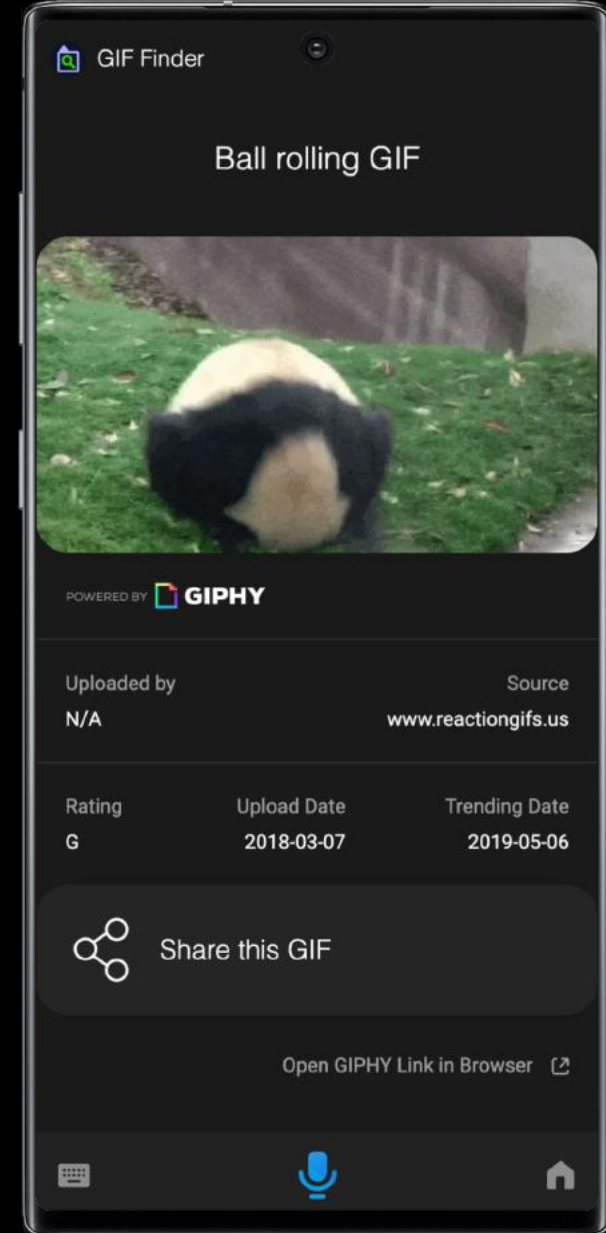 GIF Finder
Ball rolling GIF
POWERED BY GIPHY
Uploaded by Source
N/A www.reactiongifs.us
Rating Upload Date Trending Date
G 2018-03-07 2019-05-06
Share this GIF
Open GIPHY Link in Browser